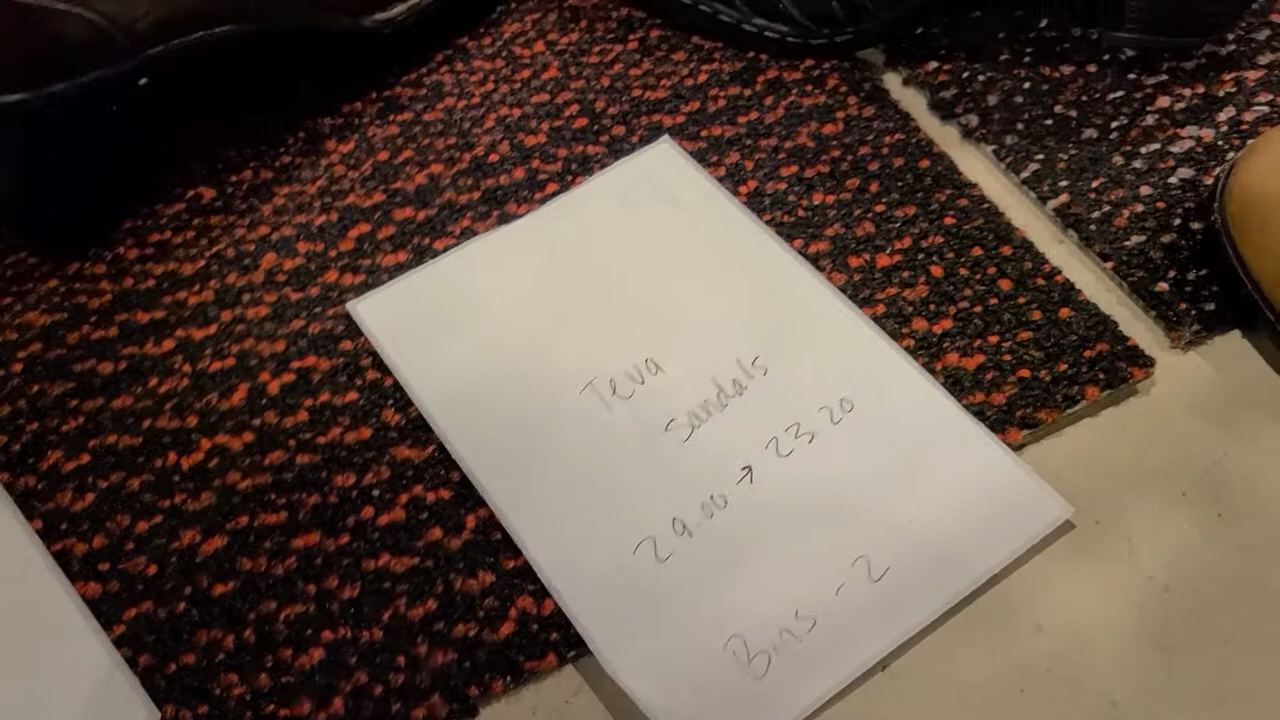 Teva
Sandals
29.00 → 23.20
Bins - 2